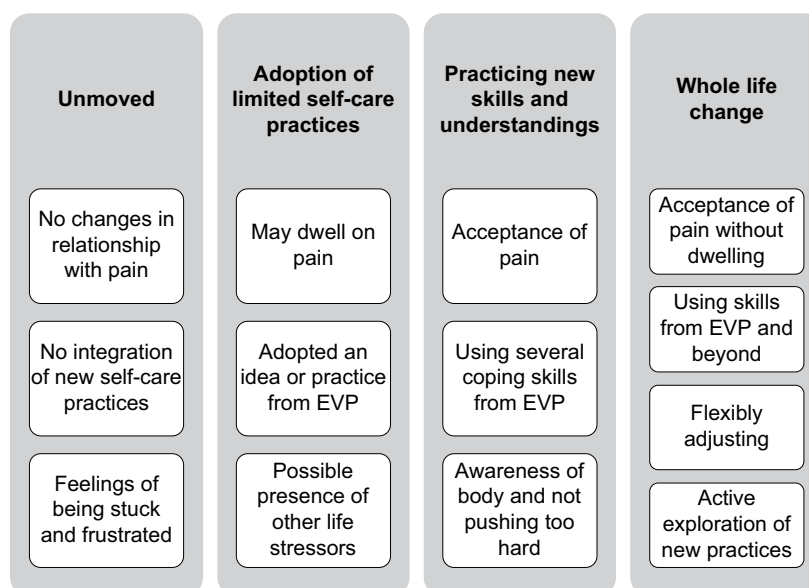 Unmoved
No changes in
relationship
with pain
No integration
of new self-care
practices
Feelings of
being stuck
and frustrated
Adoption of
limited self-care
practices
May dwell on
pain
Adopted an
idea or practice
from EVP
Possible
presence of
other life
stressors
Practicing new
skills and
understandings
Acceptance of
pain
Using several
coping skills
from EVP
Awareness of
body and not
pushing too
hard
Whole life
change
Acceptance of
pain without
dwelling
Using skills
from EVP and
beyond
Flexibly
adjusting
Active
exploration of
new practices